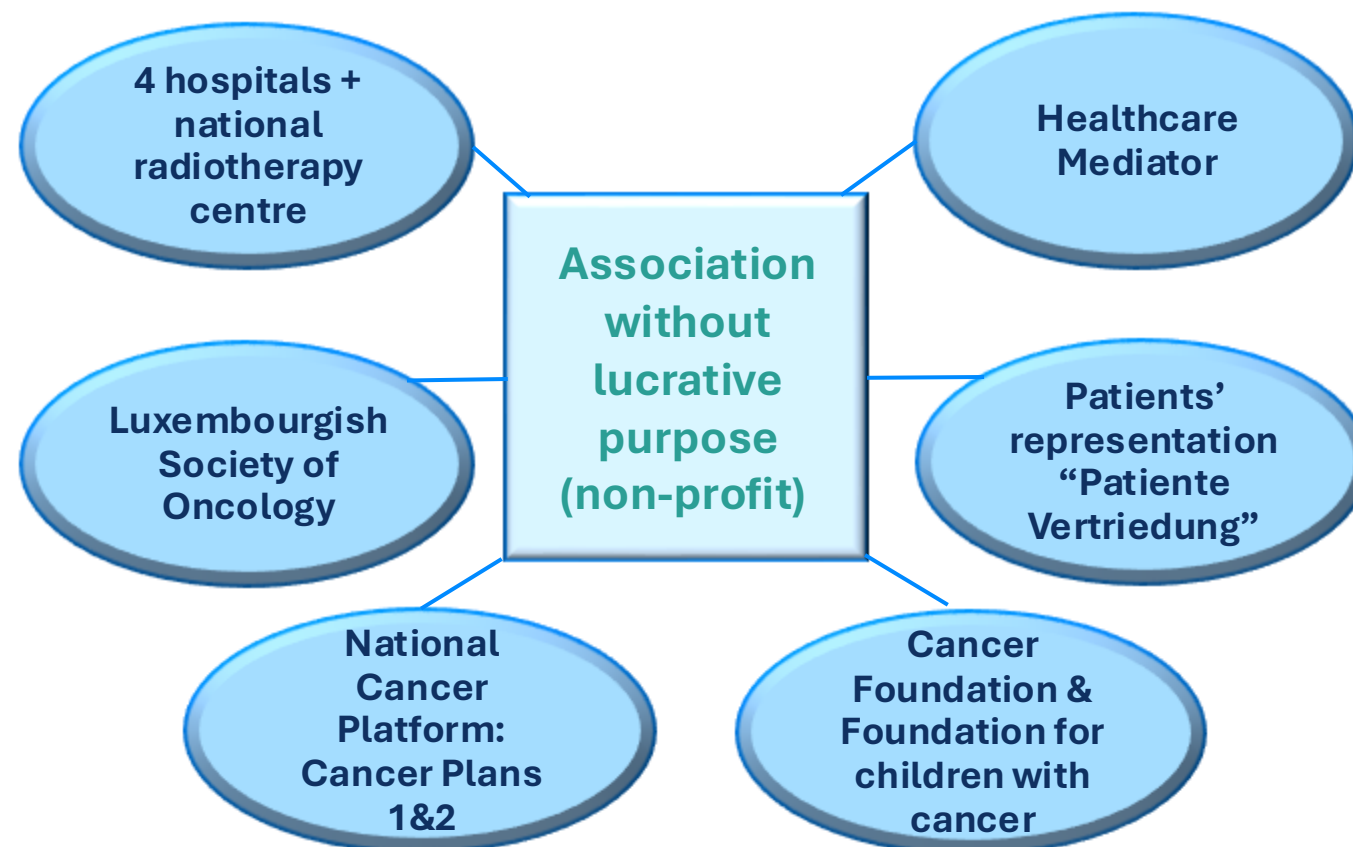 4 hospitals +
national
radiotherapy
centre
Healthcare
Mediator
Association
without
lucrative
purpose
(non-profit)
Luxembourgish
Society of
Oncology
Patients’
representation
“Patiente
Vertriedung”
National
Cancer
Platform:
Cancer Plans
1&2
Cancer
Foundation &
Foundation for
children with
cancer